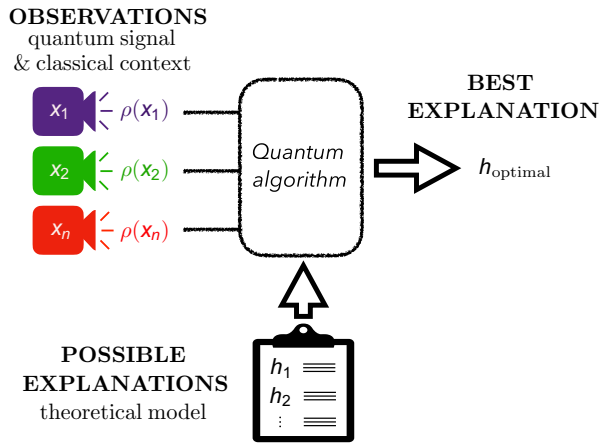 OBSERVATIONS
quantum signal
& classical context
x₁ ρ(x₁)
x₂ ρ(x₂)
xₙ ρ(xₙ)
Quantum
algorithm
BEST
EXPLANATION
h_optimal
POSSIBLE
EXPLANATIONS
theoretical model
h₁
h₂
⋮